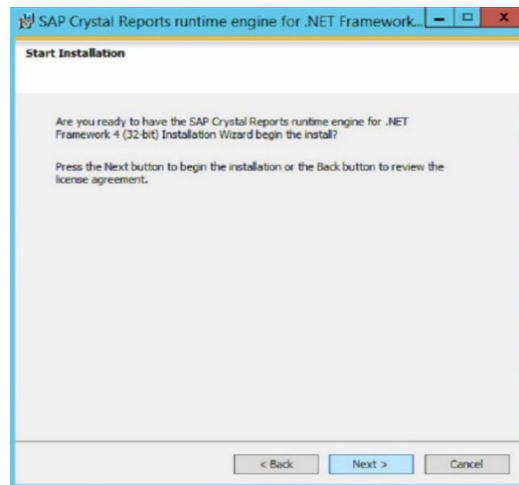 SAP Crystal Reports runtime engine for .NET Framework...
Start Installation
Are you ready to have the SAP Crystal Reports runtime engine for .NET
Framework 4 (32-bit) Installation Wizard begin the install?
Press the Next button to begin the installation or the Back button to review the
license agreement.
< Back Next > Cancel